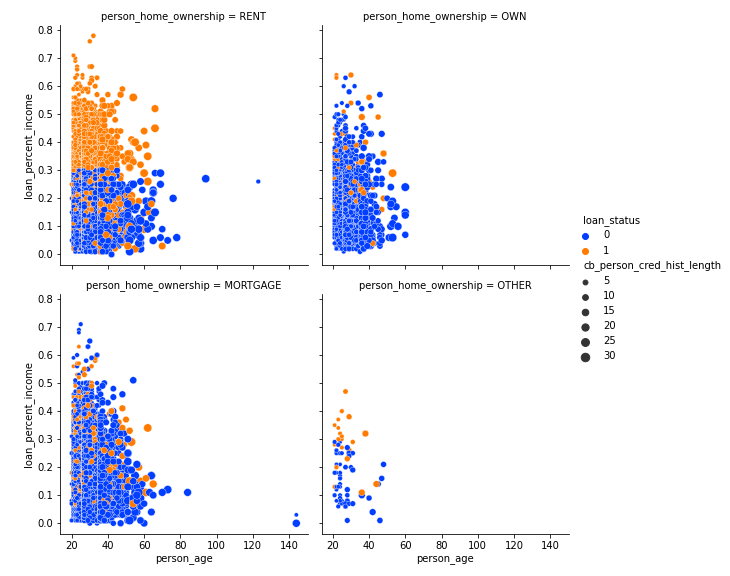 person_home_ownership = RENT
person_home_ownership = OWN
0.8
0.7
0.6
0.5
0.4
0.3
0.2
0.1
0.0
loan_percent_income
loan_status
0
1
cb_person_cred_hist_length
5
10
15
20
25
30
person_home_ownership = MORTGAGE
person_home_ownership = OTHER
0.8
0.7
0.6
0.5
0.4
0.3
0.2
0.1
0.0
loan_percent_income
20 40 60 80 100 120 140
20 40 60 80 100 120 140
person_age
person_age